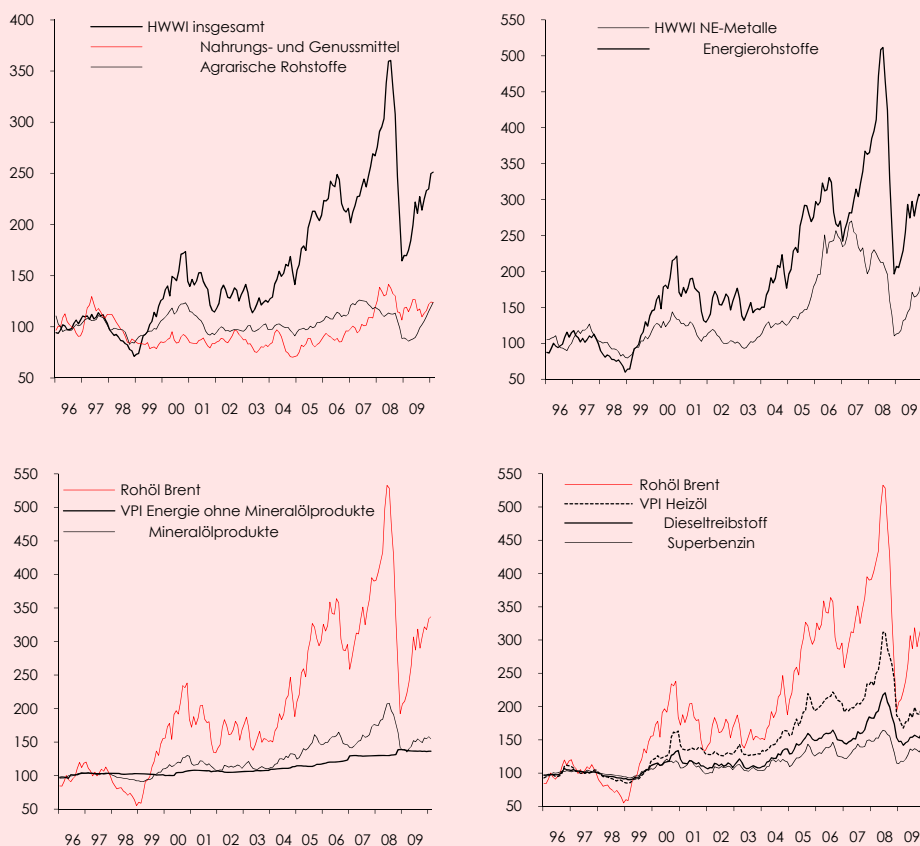 HWWI insgesamt
Nahrungs- und Genussmittel
Agrarische Rohstoffe
400
350
300
250
200
150
100
50
96 97 98 99 00 01 02 03 04 05 06 07 08 09
HWWI NE-Metalle
Energierohstoffe
550
500
450
400
350
300
250
200
150
100
50
96 97 98 99 00 01 02 03 04 05 06 07 08 09
Rohöl Brent
VPI Energie ohne Mineralölprodukte
Mineralölprodukte
550
500
450
400
350
300
250
200
150
100
50
96 97 98 99 00 01 02 03 04 05 06 07 08 09
Rohöl Brent
VPI Heizöl
Dieseltreibstoff
Superbenzin
550
500
450
400
350
300
250
200
150
100
50
96 97 98 99 00 01 02 03 04 05 06 07 08 09